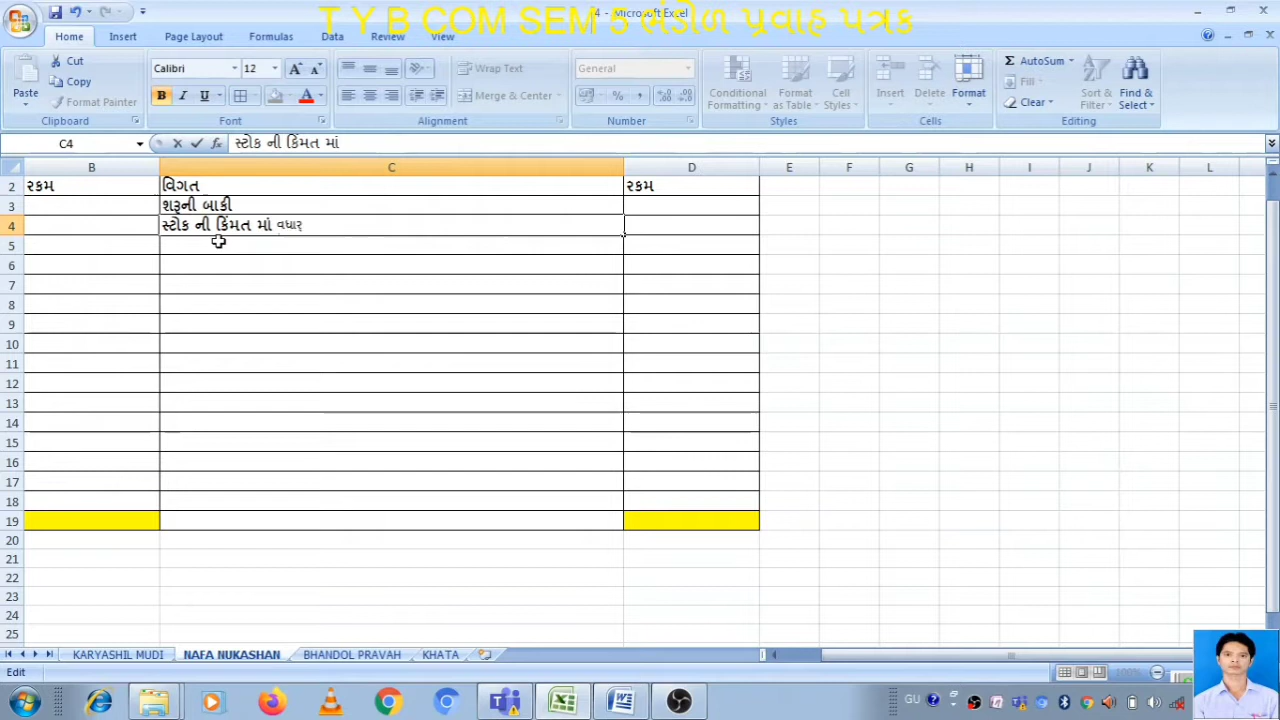 T Y B COM SEM 5 ભંડોળ પ્રવાહ પત્રક
4 - Microsoft Excel
Home Insert Page Layout Formulas Data Review View
Paste
Cut
Copy
Format Painter
Calibri 12
B I U A
Wrap Text
Merge & Center
General
% ,
Conditional Formatting
Format as Table
Cell Styles
Insert Delete Format
AutoSum
Fill
Clear
Sort & Filter
Find & Select
Clipboard Font Alignment Number Styles Cells Editing
C4 fx સ્ટોક ની કિંમત માં
B C D E F G H I J K L
2 રકમ વિગત રકમ
3 શરૂની બાકી
4 સ્ટોક ની કિંમત માં વધાર્
5
6
7
8
9
10
11
12
13
14
15
16
17
18
19
20
21
22
23
24
25
KARYASHIL MUDI NAFA NUKASHAN BHANDOL PRAVAH KHATA
Edit 100%
GU